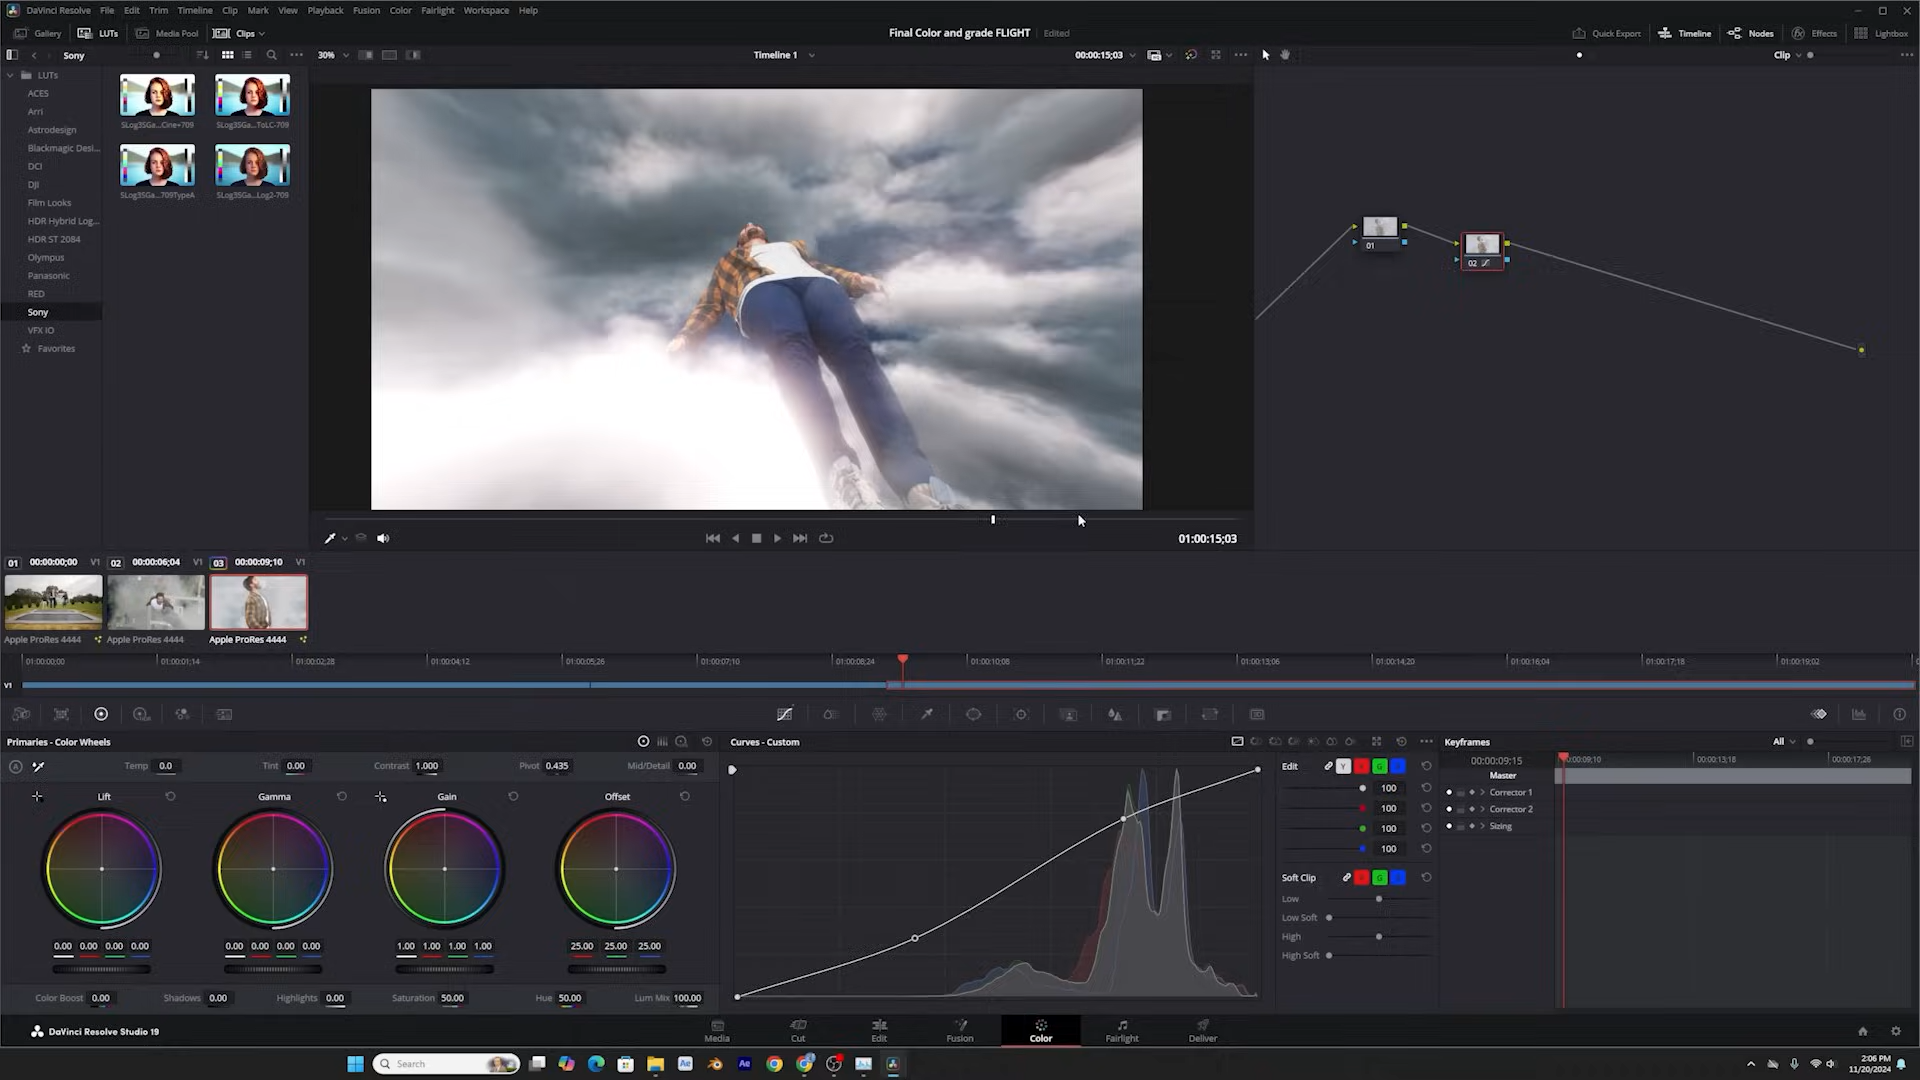 DaVinci Resolve File Edit Trim Timeline Clip Mark View Playback Fusion Color Fairlight Workspace Help
Gallery LUTs Media Pool Clips Final Color and grade FLIGHT Edited Quick Export Timeline Nodes Effects Lightbox
Sony 30% Timeline 1 00:00:15;03 Clip
LUTs
ACES
Arri
Astrodesign
Blackmagic Desi...
DCI
DJI
Film Looks
HDR Hybrid Log...
HDR ST 2084
Olympus
Panasonic
RED
Sony
VFX IO
Favorites
SLog3SGa...Cine+709 SLog3SGa...ToLC-709
SLog3SGa...709TypeA SLog3SGa...Log2-709
01 02
01:00:15;03
01 00:00:00;00 V1 02 00:00:06;04 V1 03 00:00:09;10 V1
Apple ProRes 4444 Apple ProRes 4444 Apple ProRes 4444
01:00:00;00 01:00:01;14 01:00:02;28 01:00:04;12 01:00:05;26 01:00:07;10 01:00:08;24 01:00:10;08 01:00:11;22 01:00:13;06 01:00:14;20 01:00:16;04 01:00:17;18 01:00:19;02
V1
Primaries - Color Wheels
Temp 0.0 Tint 0.00 Contrast 1.000 Pivot 0.435 Mid/Detail 0.00
Lift Gamma Gain Offset
0.00 0.00 0.00 0.00 0.00 0.00 0.00 0.00 1.00 1.00 1.00 1.00 25.00 25.00 25.00
Color Boost 0.00 Shadows 0.00 Highlights 0.00 Saturation 50.00 Hue 50.00 Lum Mix 100.00
Curves - Custom
Edit Y
100
100
100
100
Soft Clip
Low
Low Soft
High
High Soft
Keyframes All
00:00:09;15 00:00:09;10 00:00:13;18 00:00:17;26
Master
Corrector 1
Corrector 2
Sizing
DaVinci Resolve Studio 19
Media Cut Edit Fusion Color Fairlight Deliver
Search
2:06 PM
11/20/2024